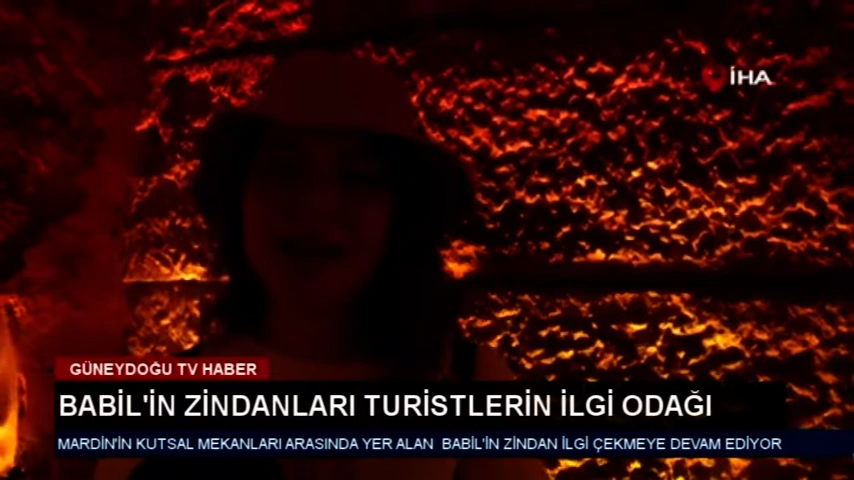 İHA
GÜNEYDOĞU TV HABER
BABİL'İN ZİNDANLARI TURİSTLERİN İLGİ ODAĞI
MARDİN'İN KUTSAL MEKANLARI ARASINDA YER ALAN BABİL'İN ZİNDAN İLGİ ÇEKMEYE DEVAM EDİYOR